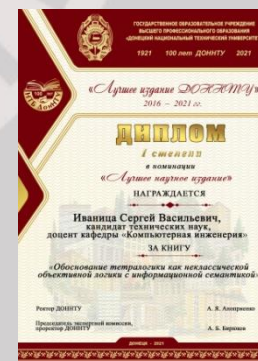 ГОСУДАРСТВЕННОЕ ОБРАЗОВАТЕЛЬНОЕ УЧРЕЖДЕНИЕ
ВЫСШЕГО ПРОФЕССИОНАЛЬНОГО ОБРАЗОВАНИЯ
«ДОНЕЦКИЙ НАЦИОНАЛЬНЫЙ ТЕХНИЧЕСКИЙ УНИВЕРСИТЕТ»
1921 100 лет ДОННТУ 2021
«Лучшее издание ДОННТУ»
2016 – 2021 гг.
ДИПЛОМ
I степени
в номинации
«Лучшее научное издание»
НАГРАЖДАЕТСЯ
Иваница Сергей Васильевич,
кандидат технических наук,
доцент кафедры «Компьютерная инженерия»
ЗА КНИГУ
«Обоснование тетралогики как неклассической
объективной логики с информационной семантикой»
Ректор ДОННТУ А. Я. Аноприенко
Председатель экспертной комиссии,
проректор ДОННТУ А. Б. Бирюков
ДОНЕЦК – 2021